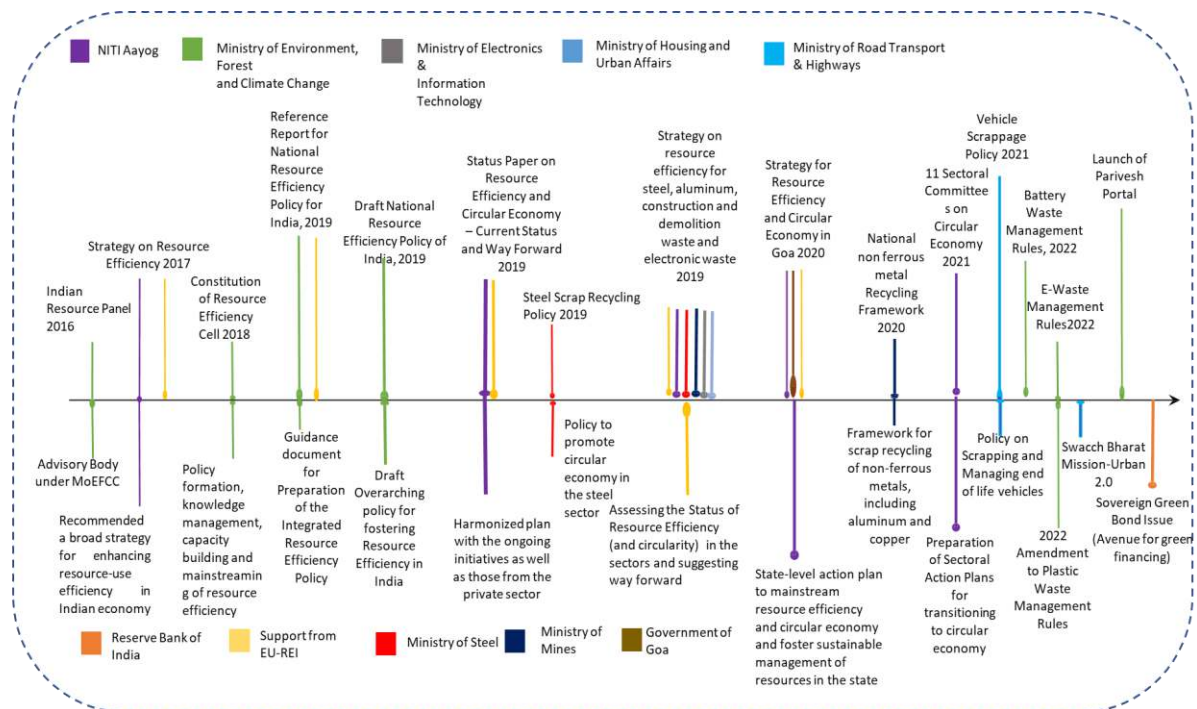 NITI Aayog
Ministry of Environment,
Forest
and Climate Change
Ministry of Electronics
&
Information
Technology
Ministry of Housing and
Urban Affairs
Ministry of Road Transport
& Highways
Indian
Resource Panel
2016
Strategy on Resource
Efficiency 2017
Constitution
of Resource
Efficiency
Cell 2018
Reference
Report for
National
Resource
Efficiency
Policy for
India, 2019
Draft National
Resource
Efficiency Policy of
India, 2019
Status Paper on
Resource
Efficiency and
Circular Economy
– Current Status
and Way Forward
2019
Steel Scrap Recycling
Policy 2019
Strategy on
resource
efficiency for
steel, aluminum,
construction and
demolition
waste and
electronic waste
2019
Strategy for
Resource
Efficiency
and Circular
Economy in
Goa 2020
National
non ferrous
metal
Recycling
Framework
2020
11 Sectoral
Committee
s on
Circular
Economy
2021
Vehicle
Scrappage
Policy 2021
Battery
Waste
Management
Rules, 2022
E-Waste
Management
Rules2022
Launch of
Parivesh
Portal
Advisory Body
under MoEFCC
Recommended
a broad strategy
for enhancing
resource-use
efficiency in
Indian economy
Policy
formation,
knowledge
management,
capacity
building and
mainstreamin
g of resource
efficiency
Guidance
document for
Preparation
of the
Integrated
Resource
Efficiency
Policy
Draft
Overarching
policy for
fostering
Resource
Efficiency in
India
Harmonized plan
with the ongoing
initiatives as well
as those from the
private sector
Policy to
promote
circular
economy in
the steel
sector
Assessing the Status of
Resource Efficiency
(and circularity) in the
sectors and suggesting
way forward
State-level action plan
to mainstream
resource efficiency
and circular economy
and foster sustainable
management of
resources in the state
Framework for
scrap recycling
of non-ferrous
metals,
including
aluminum and
copper
Preparation of
Sectoral
Action Plans
for
transitioning
to circular
economy
Policy on
Scrapping and
Managing end
of life vehicles
2022
Amendment
to Plastic
Waste
Management
Rules
Swacch Bharat
Mission-Urban
2.0
Sovereign Green
Bond Issue
(Avenue for green
financing)
Reserve Bank of
India
Support from
EU-REI
Ministry of Steel
Ministry of
Mines
Government of
Goa